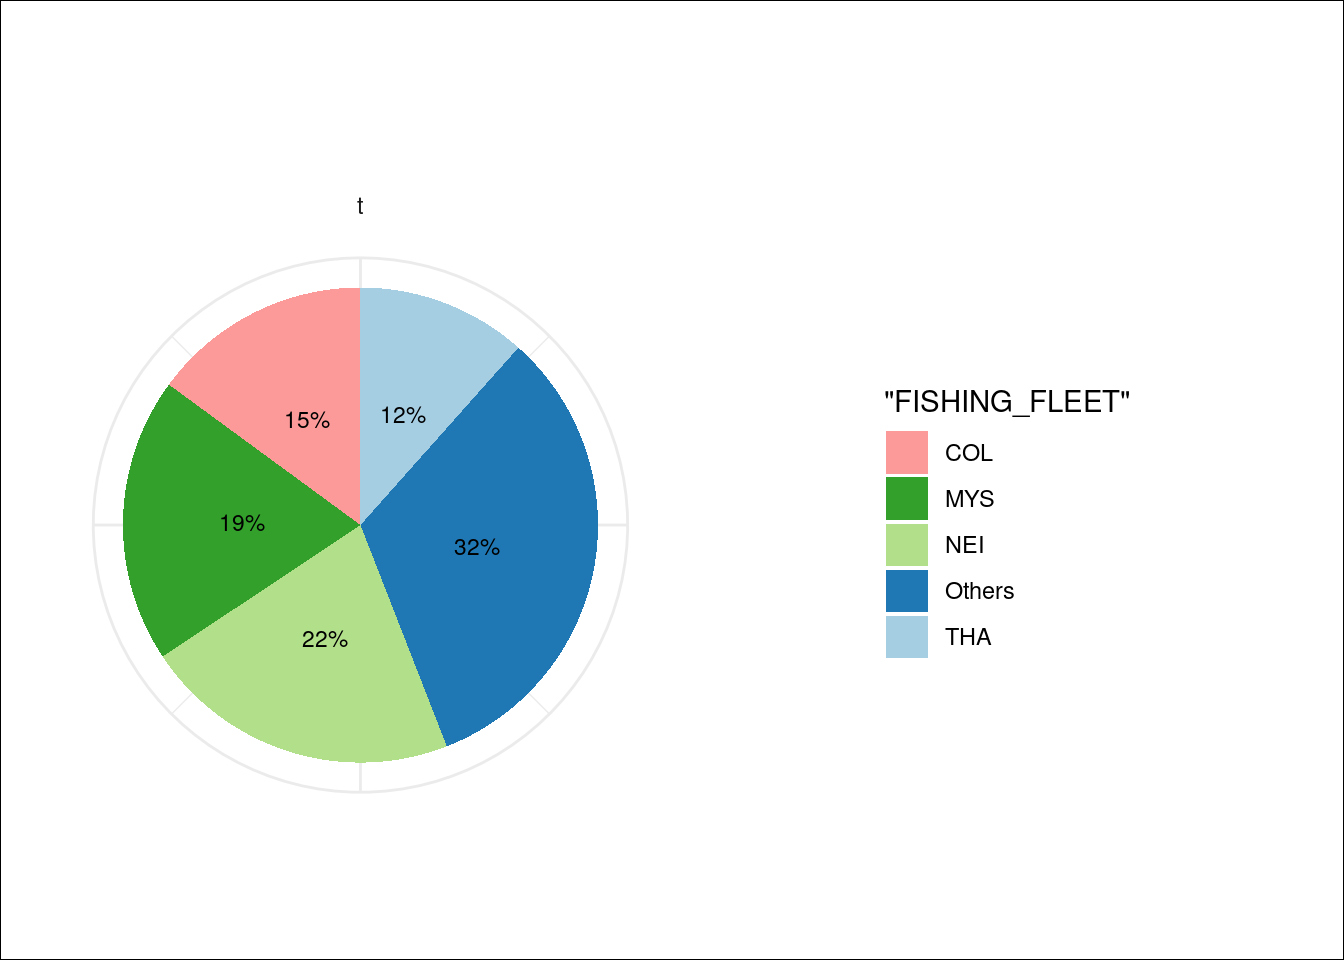 t
15%
12%
19%
32%
22%
"FISHING_FLEET"
COL
MYS
NEI
Others
THA